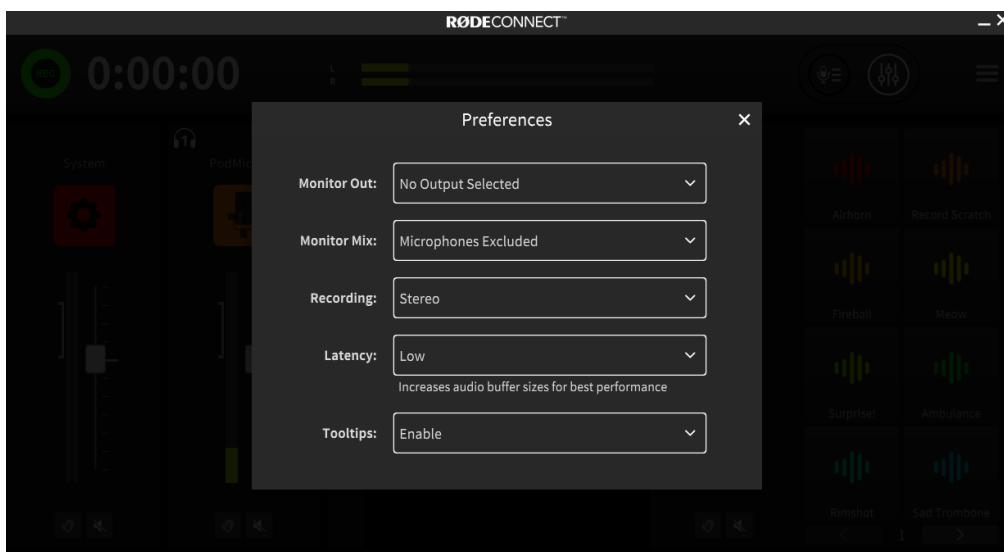 RØDECONNECT™
REC
0:00:00
L
R
Preferences
System
1
PodMic
Monitor Out: No Output Selected
Monitor Mix: Microphones Excluded
Recording: Stereo
Latency: Low
Increases audio buffer sizes for best performance
Tooltips: Enable
Airhorn Record Scratch
Fireball Meow
Surprise! Ambulance
Rimshot Sad Trombone
1